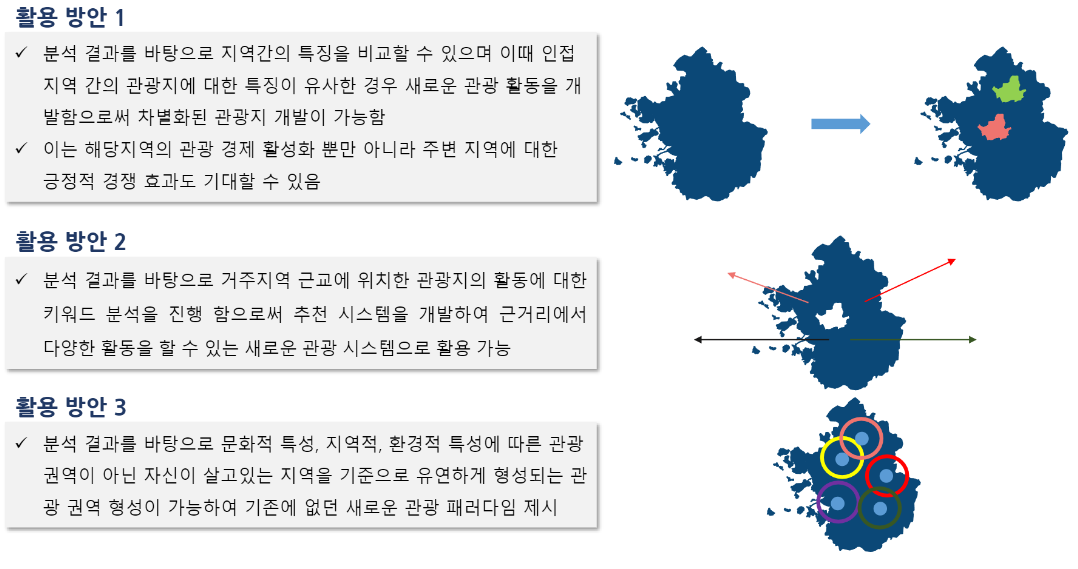 활용 방안 1
✓ 분석 결과를 바탕으로 지역간의 특징을 비교할 수 있으며 이때 인접
지역 간의 관광지에 대한 특징이 유사한 경우 새로운 관광 활동을 개
발함으로써 차별화된 관광지 개발이 가능함
✓ 이는 해당지역의 관광 경제 활성화 뿐만 아니라 주변 지역에 대한
긍정적 경쟁 효과도 기대할 수 있음
활용 방안 2
✓ 분석 결과를 바탕으로 거주지역 근교에 위치한 관광지의 활동에 대한
키워드 분석을 진행 함으로써 추천 시스템을 개발하여 근거리에서
다양한 활동을 할 수 있는 새로운 관광 시스템으로 활용 가능
활용 방안 3
✓ 분석 결과를 바탕으로 문화적 특성, 지역적, 환경적 특성에 따른 관광
권역이 아닌 자신이 살고있는 지역을 기준으로 유연하게 형성되는 관
광 권역 형성이 가능하여 기존에 없던 새로운 관광 패러다임 제시